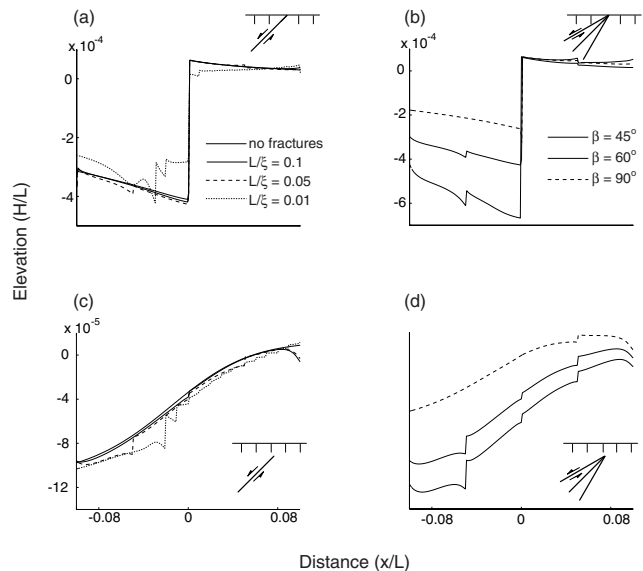 (a)
x 10⁻⁴
0
-2
-4
no fractures
L/ξ = 0.1
L/ξ = 0.05
L/ξ = 0.01
(b)
x 10⁻⁴
0
-2
-4
-6
β = 45°
β = 60°
β = 90°
Elevation (H/L)
(c)
x 10⁻⁵
0
-4
-8
-12
-0.08
0
0.08
(d)
-0.08
0
0.08
Distance (x/L)